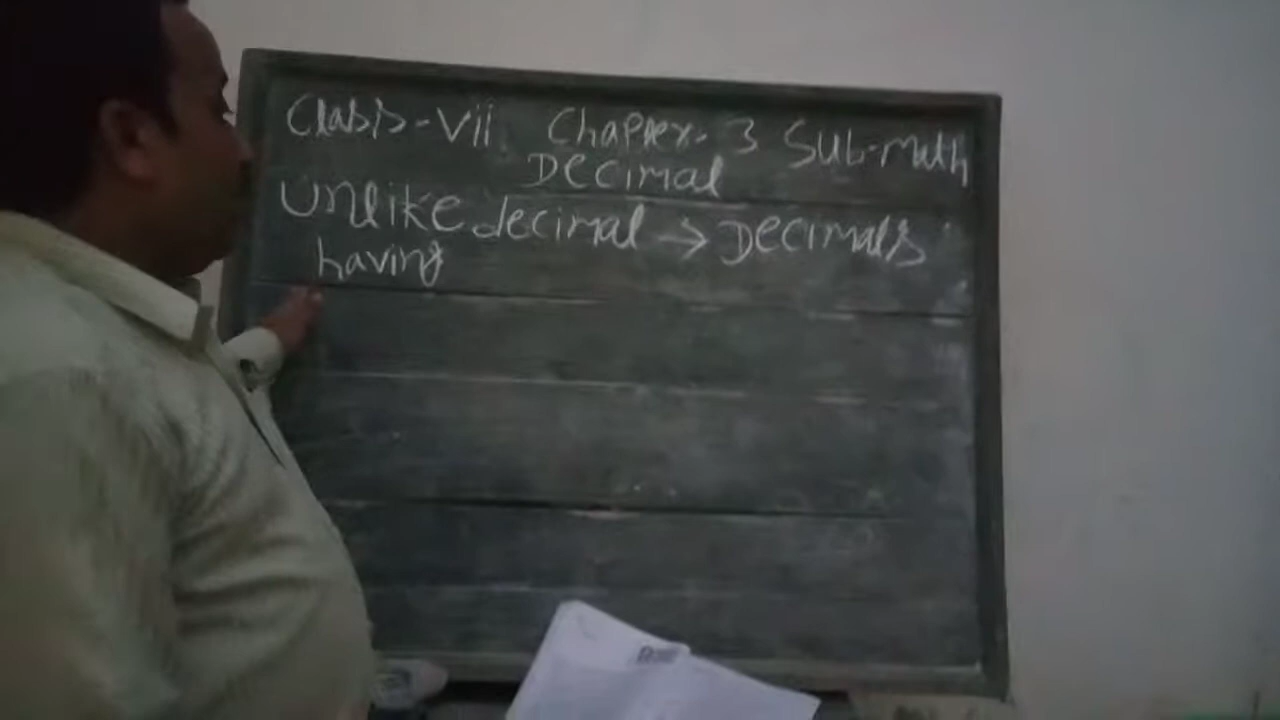 Class-VII Chapter-3 Sub-math
Decimal
Unlike decimal → Decimals
having